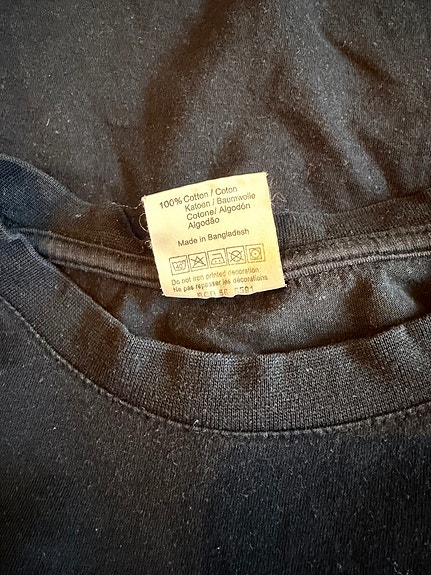 100% Cotton / Coton
Katoen / Baumwolle
Cotone / Algodón
Algodão
Made in Bangladesh
Do not iron printed decoration
Ne pas repasser les décorations